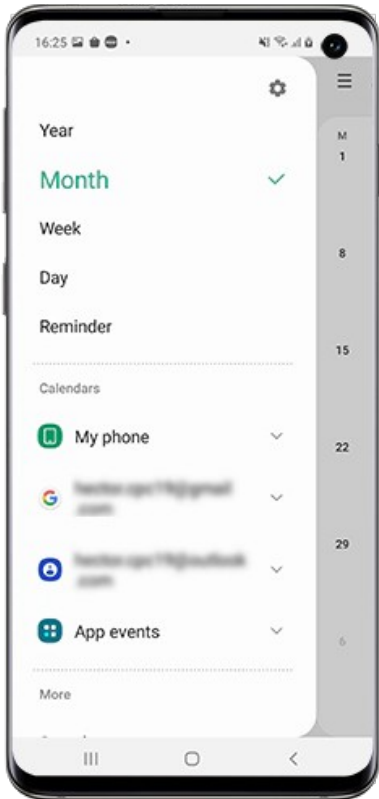 16:25
Year
M
Month
1
Week
8
Day
Reminder
15
Calendars
My phone
22
29
App events
6
More